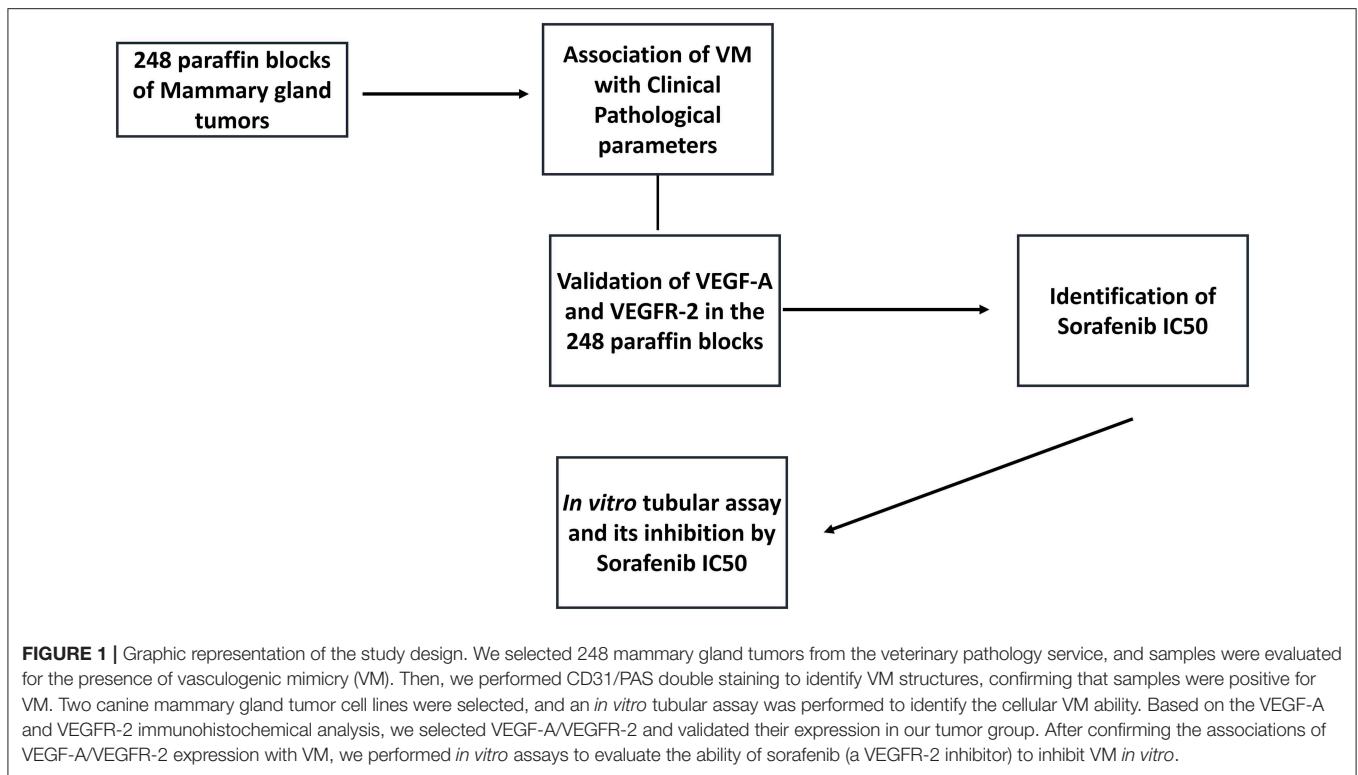 248 paraffin blocks
of Mammary gland
tumors
Association of VM
with Clinical
Pathological
parameters
Validation of VEGF-A
and VEGFR-2 in the
248 paraffin blocks
Identification of
Sorafenib IC50
In vitro tubular assay
and its inhibition by
Sorafenib IC50
FIGURE 1 | Graphic representation of the study design. We selected 248 mammary gland tumors from the veterinary pathology service, and samples were evaluated
for the presence of vasculogenic mimicry (VM). Then, we performed CD31/PAS double staining to identify VM structures, confirming that samples were positive for
VM. Two canine mammary gland tumor cell lines were selected, and an in vitro tubular assay was performed to identify the cellular VM ability. Based on the VEGF-A
and VEGFR-2 immunohistochemical analysis, we selected VEGF-A/VEGFR-2 and validated their expression in our tumor group. After confirming the associations of
VEGF-A/VEGFR-2 expression with VM, we performed in vitro assays to evaluate the ability of sorafenib (a VEGFR-2 inhibitor) to inhibit VM in vitro.